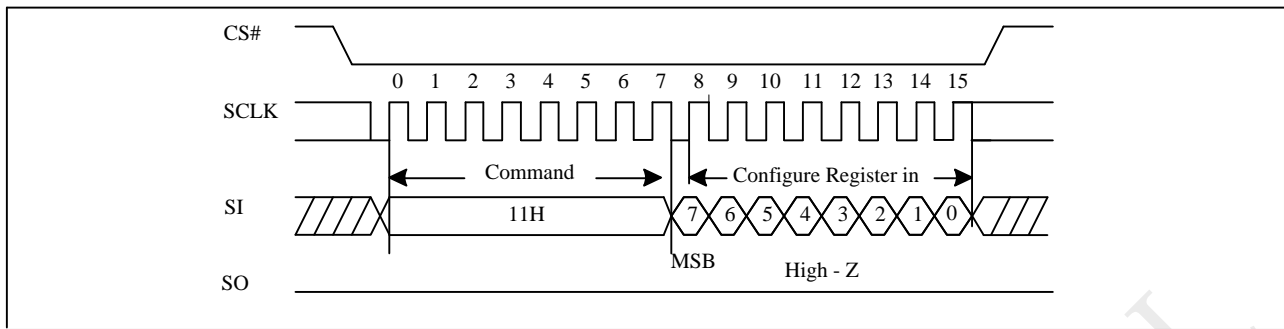 CS#
0 1 2 3 4 5 6 7 8 9 10 11 12 13 14 15
SCLK
Command Configure Register in
SI 11H 7 6 5 4 3 2 1 0
MSB High - Z
SO